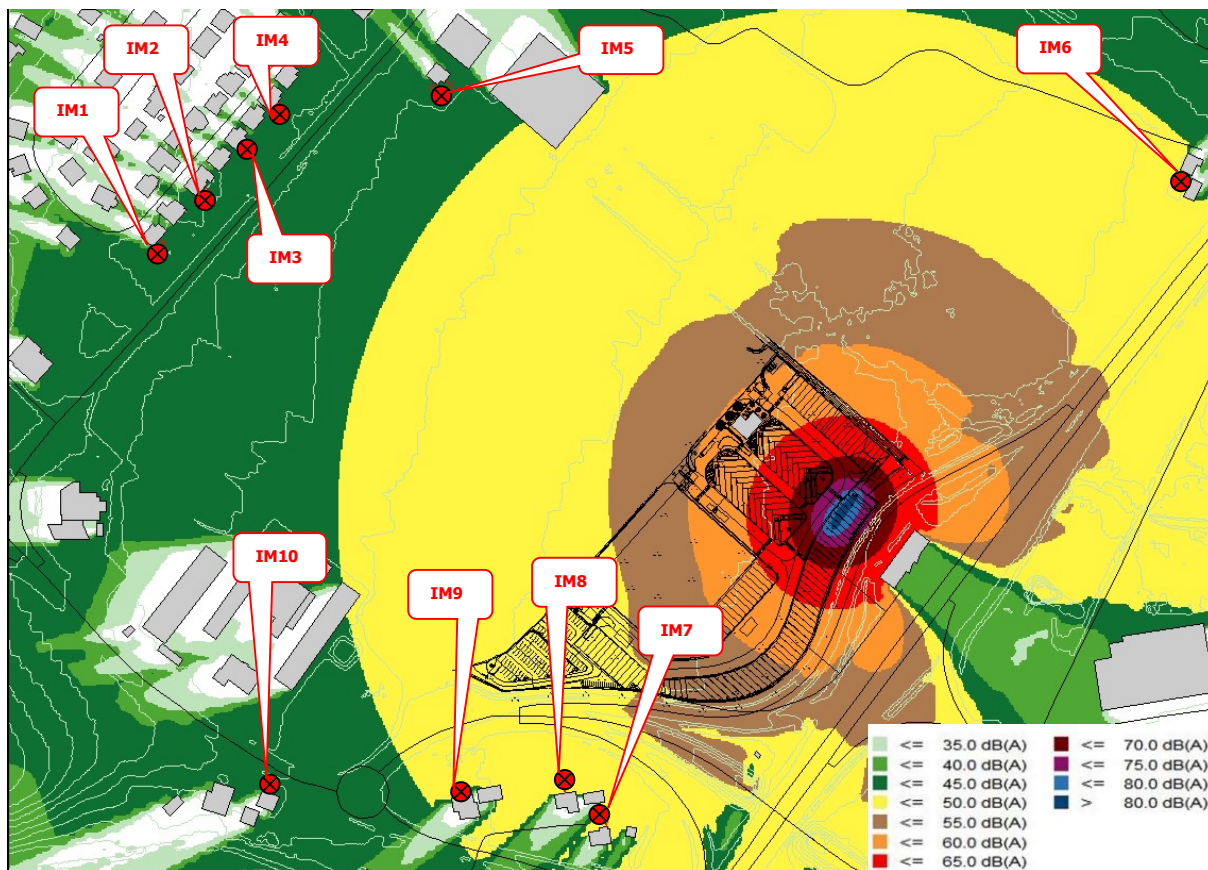 IM2
IM4
IM5
IM6
IM1
IM3
IM10
IM9
IM8
IM7
<= 35.0 dB(A)
<= 40.0 dB(A)
<= 45.0 dB(A)
<= 50.0 dB(A)
<= 55.0 dB(A)
<= 60.0 dB(A)
<= 65.0 dB(A)
<= 70.0 dB(A)
<= 75.0 dB(A)
<= 80.0 dB(A)
> 80.0 dB(A)